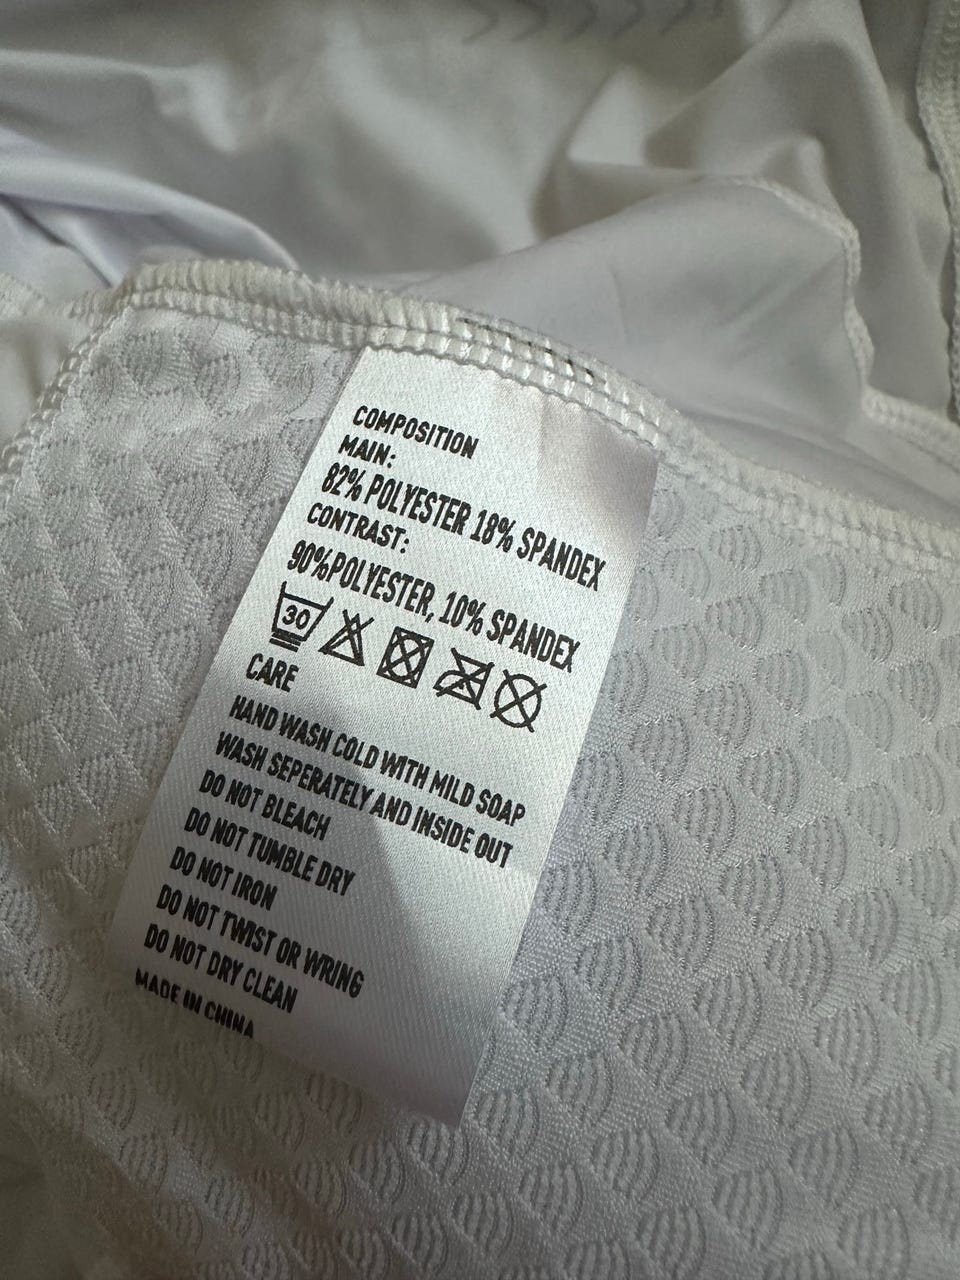 COMPOSITION
MAIN:
82% POLYESTER 18% SPANDEX
CONTRAST:
90%POLYESTER, 10% SPANDEX
30
CARE
HAND WASH COLD WITH MILD SOAP
WASH SEPERATELY AND INSIDE OUT
DO NOT BLEACH
DO NOT TUMBLE DRY
DO NOT IRON
DO NOT TWIST OR WRING
DO NOT DRY CLEAN
MADE IN CHINA